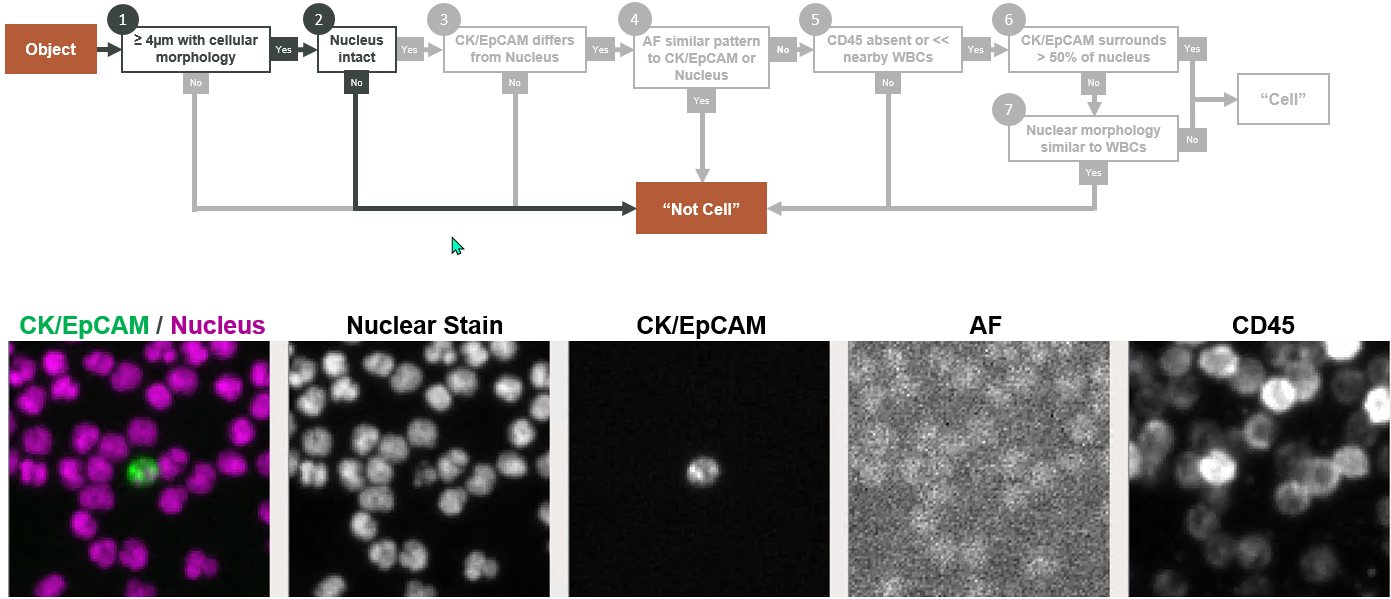 1
2
3
4
5
6
Object
≥ 4µm with cellular
morphology
Yes
No
Nucleus
intact
Yes
No
CK/EpCAM differs
from Nucleus
Yes
No
AF similar pattern
to CK/EpCAM or
Nucleus
No
Yes
CD45 absent or <<
nearby WBCs
Yes
No
CK/EpCAM surrounds
> 50% of nucleus
Yes
No
7
Nuclear morphology
similar to WBCs
No
Yes
“Cell”
“Not Cell”
CK/EpCAM / Nucleus
Nuclear Stain
CK/EpCAM
AF
CD45